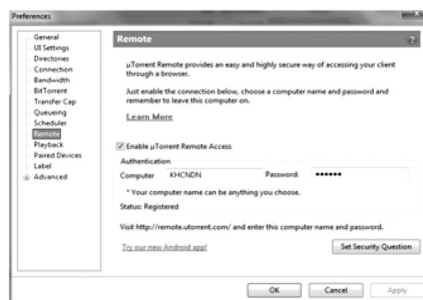 Preferences
General
UI Settings
Directories
Connection
Bandwidth
BitTorrent
Transfer Cap
Queueing
Scheduler
Remote
Playback
Paired Devices
Label
Advanced
Remote
µTorrent Remote provides an easy and highly secure way of accessing your client
through a browser.
Just enable the connection below, choose a computer name and password and
remember to leave this computer on.
Learn More
Enable µTorrent Remote Access
Authentication
Computer KHCNDN Password: ••••••
* Your computer name can be anything you choose.
Status: Registered
Visit http://remote.utorrent.com/ and enter this computer name and password.
Try our new Android app! Set Security Question
OK Cancel Apply